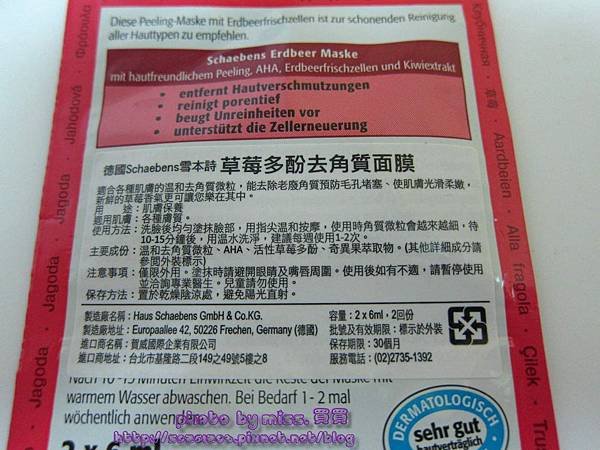 Diese Peeling-Maske mit Erdbeerfrischzellen ist zur schonenden Reinigung
aller Hauttypen zu empfehlen.
Schaebens Erdbeer Maske
mit hautfreundlichem Peeling, AHA, Erdbeerfrischzellen und Kiwiextrakt
• entfernt Hautverschmutzungen
• reinigt porentief
• beugt Unreinheiten vor
• unterstützt die Zellerneuerung
德國Schaebens雪本詩 草莓多酚去角質面膜
適合各種肌膚的溫和去角質微粒，能去除老廢角質預防毛孔堵塞、使肌膚光滑柔嫩，
新鮮的草莓香氣更可讓您樂在其中。
用 途：肌膚保養
適用肌膚：各種膚質。
使用方法：洗臉後均勻塗抹臉部，用指尖溫和按摩，使用時角質微粒會越來越細，待
10-15分鐘後，用溫水洗淨，建議每週使用1-2次。
主要成份：溫和去角質微粒、AHA、活性草莓多酚、奇異果萃取物。(其他詳細成分請
參閱外裝標示)
注意事項：僅限外用。塗抹時請避開眼睛及嘴唇周圍。使用後如有不適，請暫停使用
並洽詢專業醫生。兒童請勿使用。
保存方法：置於乾燥陰涼處，避免陽光直射。
製造廠名稱：Haus Schaebens GmbH & Co.KG.
製造廠地址：Europaallee 42, 50226 Frechen, Germany (德國)
進口商名稱：賀威國際企業有限公司
進口商地址：台北市基隆路二段149之49號5樓之8
容量：2 x 6ml，2回份
批號及有效期限：標示於外裝
保存期限：30個月
服務電話：(02)2735-1392
Nach 10 - 15 Minuten Einwirkzeit die Reste der Maske mit
warmem Wasser abwaschen. Bei Bedarf 1 - 2 mal
wöchentlich anwen
2 x 6 ml
DERMATOLOGISCH
sehr gut
hautverträglich
Φράουλα
Jahodová
Jagoda
Jagoda
Jagoda
Jagoda
Клубничная
草莓
Aardbeien
Alla fragola
Çilek
Tru
photo by miss.買買